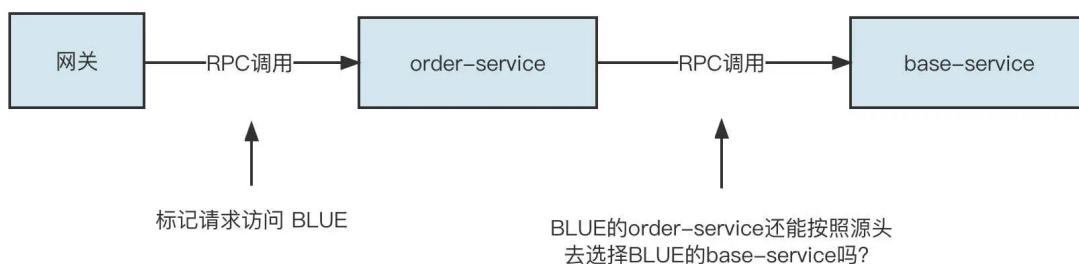 网关
RPC调用
order-service
RPC调用
base-service
标记请求访问 BLUE
BLUE的order-service还能按照源头
去选择BLUE的base-service吗?